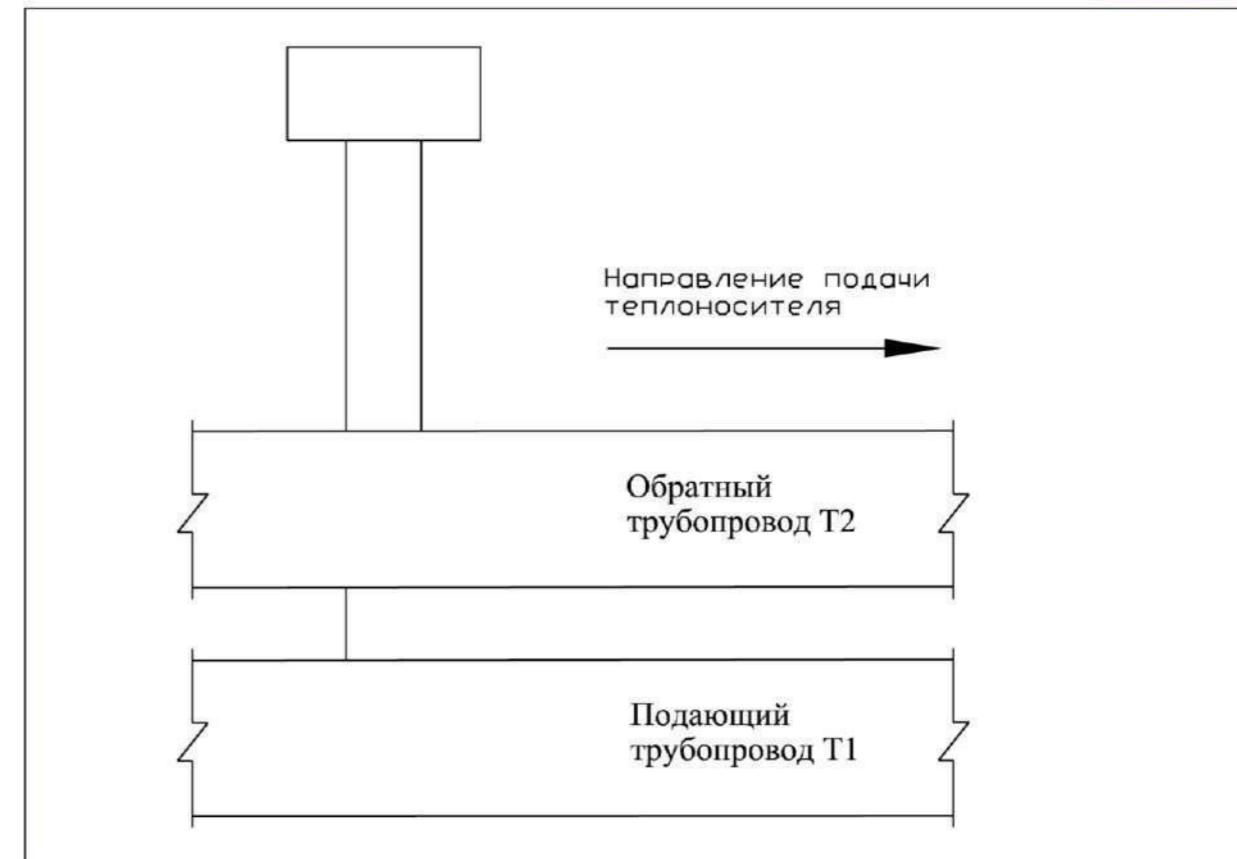 Направление подачи
теплоносителя
Обратный
трубопровод Т2
Подающий
трубопровод Т1